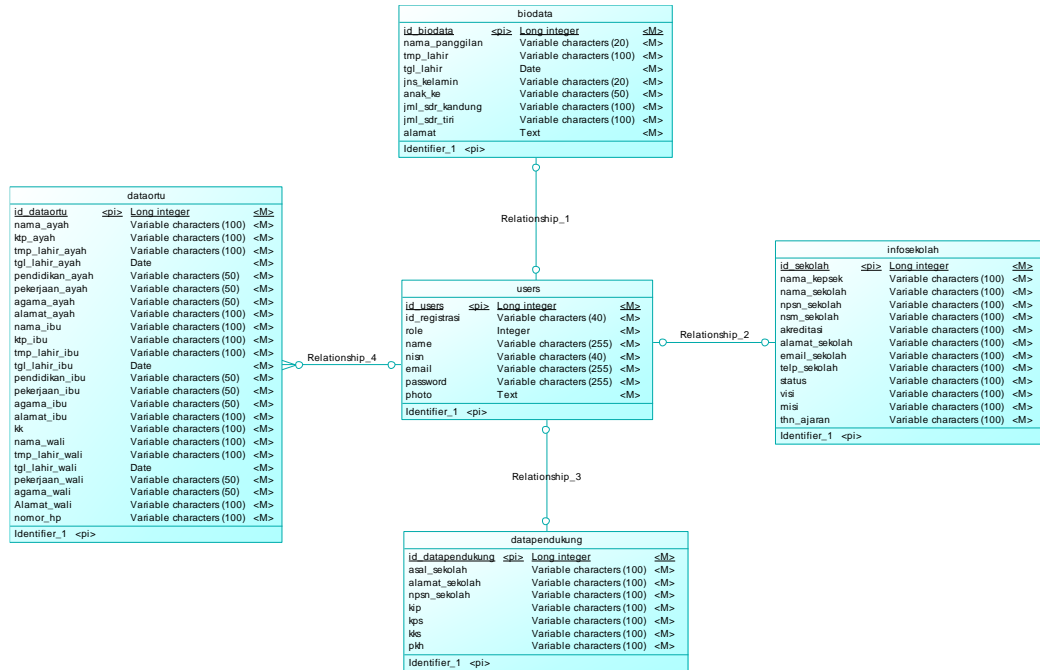 biodata
id_biodata <pi> Long integer <M>
nama_panggilan Variable characters (20) <M>
tmp_lahir Variable characters (100) <M>
tgl_lahir Date <M>
jns_kelamin Variable characters (20) <M>
anak_ke Variable characters (50) <M>
jml_sdr_kandung Variable characters (100) <M>
jml_sdr_tiri Variable characters (100) <M>
alamat Text <M>
Identifier_1 <pi>
Relationship_1
dataortu
id_dataortu <pi> Long integer <M>
nama_ayah Variable characters (100) <M>
ktp_ayah Variable characters (100) <M>
tmp_lahir_ayah Variable characters (100) <M>
tgl_lahir_ayah Date <M>
pendidikan_ayah Variable characters (50) <M>
pekerjaan_ayah Variable characters (50) <M>
agama_ayah Variable characters (50) <M>
alamat_ayah Variable characters (100) <M>
nama_ibu Variable characters (100) <M>
ktp_ibu Variable characters (100) <M>
tmp_lahir_ibu Variable characters (100) <M>
tgl_lahir_ibu Date <M>
pendidikan_ibu Variable characters (50) <M>
pekerjaan_ibu Variable characters (50) <M>
agama_ibu Variable characters (50) <M>
alamat_ibu Variable characters (100) <M>
kk Variable characters (100) <M>
nama_wali Variable characters (100) <M>
tmp_lahir_wali Variable characters (100) <M>
tgl_lahir_wali Date <M>
pekerjaan_wali Variable characters (50) <M>
agama_wali Variable characters (50) <M>
Alamat_wali Variable characters (100) <M>
nomor_hp Variable characters (100) <M>
Identifier_1 <pi>
Relationship_4
users
id_users <pi> Long integer <M>
id_registrasi Variable characters (40) <M>
role Integer <M>
name Variable characters (255) <M>
nisn Variable characters (40) <M>
email Variable characters (255) <M>
password Variable characters (255) <M>
photo Text <M>
Identifier_1 <pi>
Relationship_2
infosekolah
id_sekolah <pi> Long integer <M>
nama_kepsek Variable characters (100) <M>
nama_sekolah Variable characters (100) <M>
npsn_sekolah Variable characters (100) <M>
nsm_sekolah Variable characters (100) <M>
akreditasi Variable characters (100) <M>
alamat_sekolah Variable characters (100) <M>
email_sekolah Variable characters (100) <M>
telp_sekolah Variable characters (100) <M>
status Variable characters (100) <M>
visi Variable characters (100) <M>
misi Variable characters (100) <M>
thn_ajaran Variable characters (100) <M>
Identifier_1 <pi>
Relationship_3
datapendukung
id_datapendukung <pi> Long integer <M>
asal_sekolah Variable characters (100) <M>
alamat_sekolah Variable characters (100) <M>
npsn_sekolah Variable characters (100) <M>
kip Variable characters (100) <M>
kps Variable characters (100) <M>
kks Variable characters (100) <M>
pkh Variable characters (100) <M>
Identifier_1 <pi>